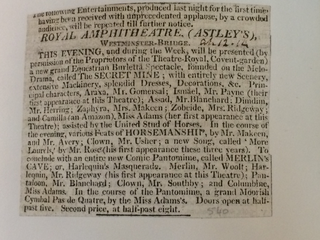 The following Entertainments, produced last night for the first time
having been received with unprecedented applause, by a crowded
audience, will be repeated till further notice.
ROYAL AMPHITHEATRE, (ASTLEY'S),
WESTMINSTER-BRIDGE.
THIS EVENING, and during the Week, will be presented (by
permission of the Proprietors of the Theatre-Royal, Covent-garden)
a new grand Equestrian Burletta Spectacle, founded on the Melo-
Drama, called The SECRET MINE; with entirely new Scenery,
extensive Machinery, splendid Dresses, Decorations, &c. Prin-
cipal characters, Araxa, Mr. Gomersal; Ismael, Mr. Payne (their
first appearance at this Theatre); Assad, Mr. Blanchard; Dimdin,
Mr. Herring; Zaphyra, Mrs. Makeen; Zobeide, Mrs. Ridgeway;
and Camilla (an Amazon), Miss Adams (her first appearance at this
Theatre); assisted by the United Stud of Horses. In the course of
the evening, various Feats of HORSEMANSHIP, by Mr. Makeen
and Mr. Avery; Clown, Mr. Usher; a new Song, called 'More
Laurels,' by Mr. Roe (his first appearance these three years). To
conclude with an entire new Comic Pantomime, called MERLIN'S
CAVE; or, Harlequin's Masquerade. Merlin, Mr. Woolf; Har-
lequin, Mr. Ridgeway (his first appearance at this Theatre); Pan-
taloon, Mr. Blanchard; Clown, Mr. Southby; and Columbine,
Miss Adams. In the course of the Pantomime, a grand Moorish
Cymbal Pas de Quatre, by the Miss Adams's. Doors open at half-
past five. Second price, at half-past eight.